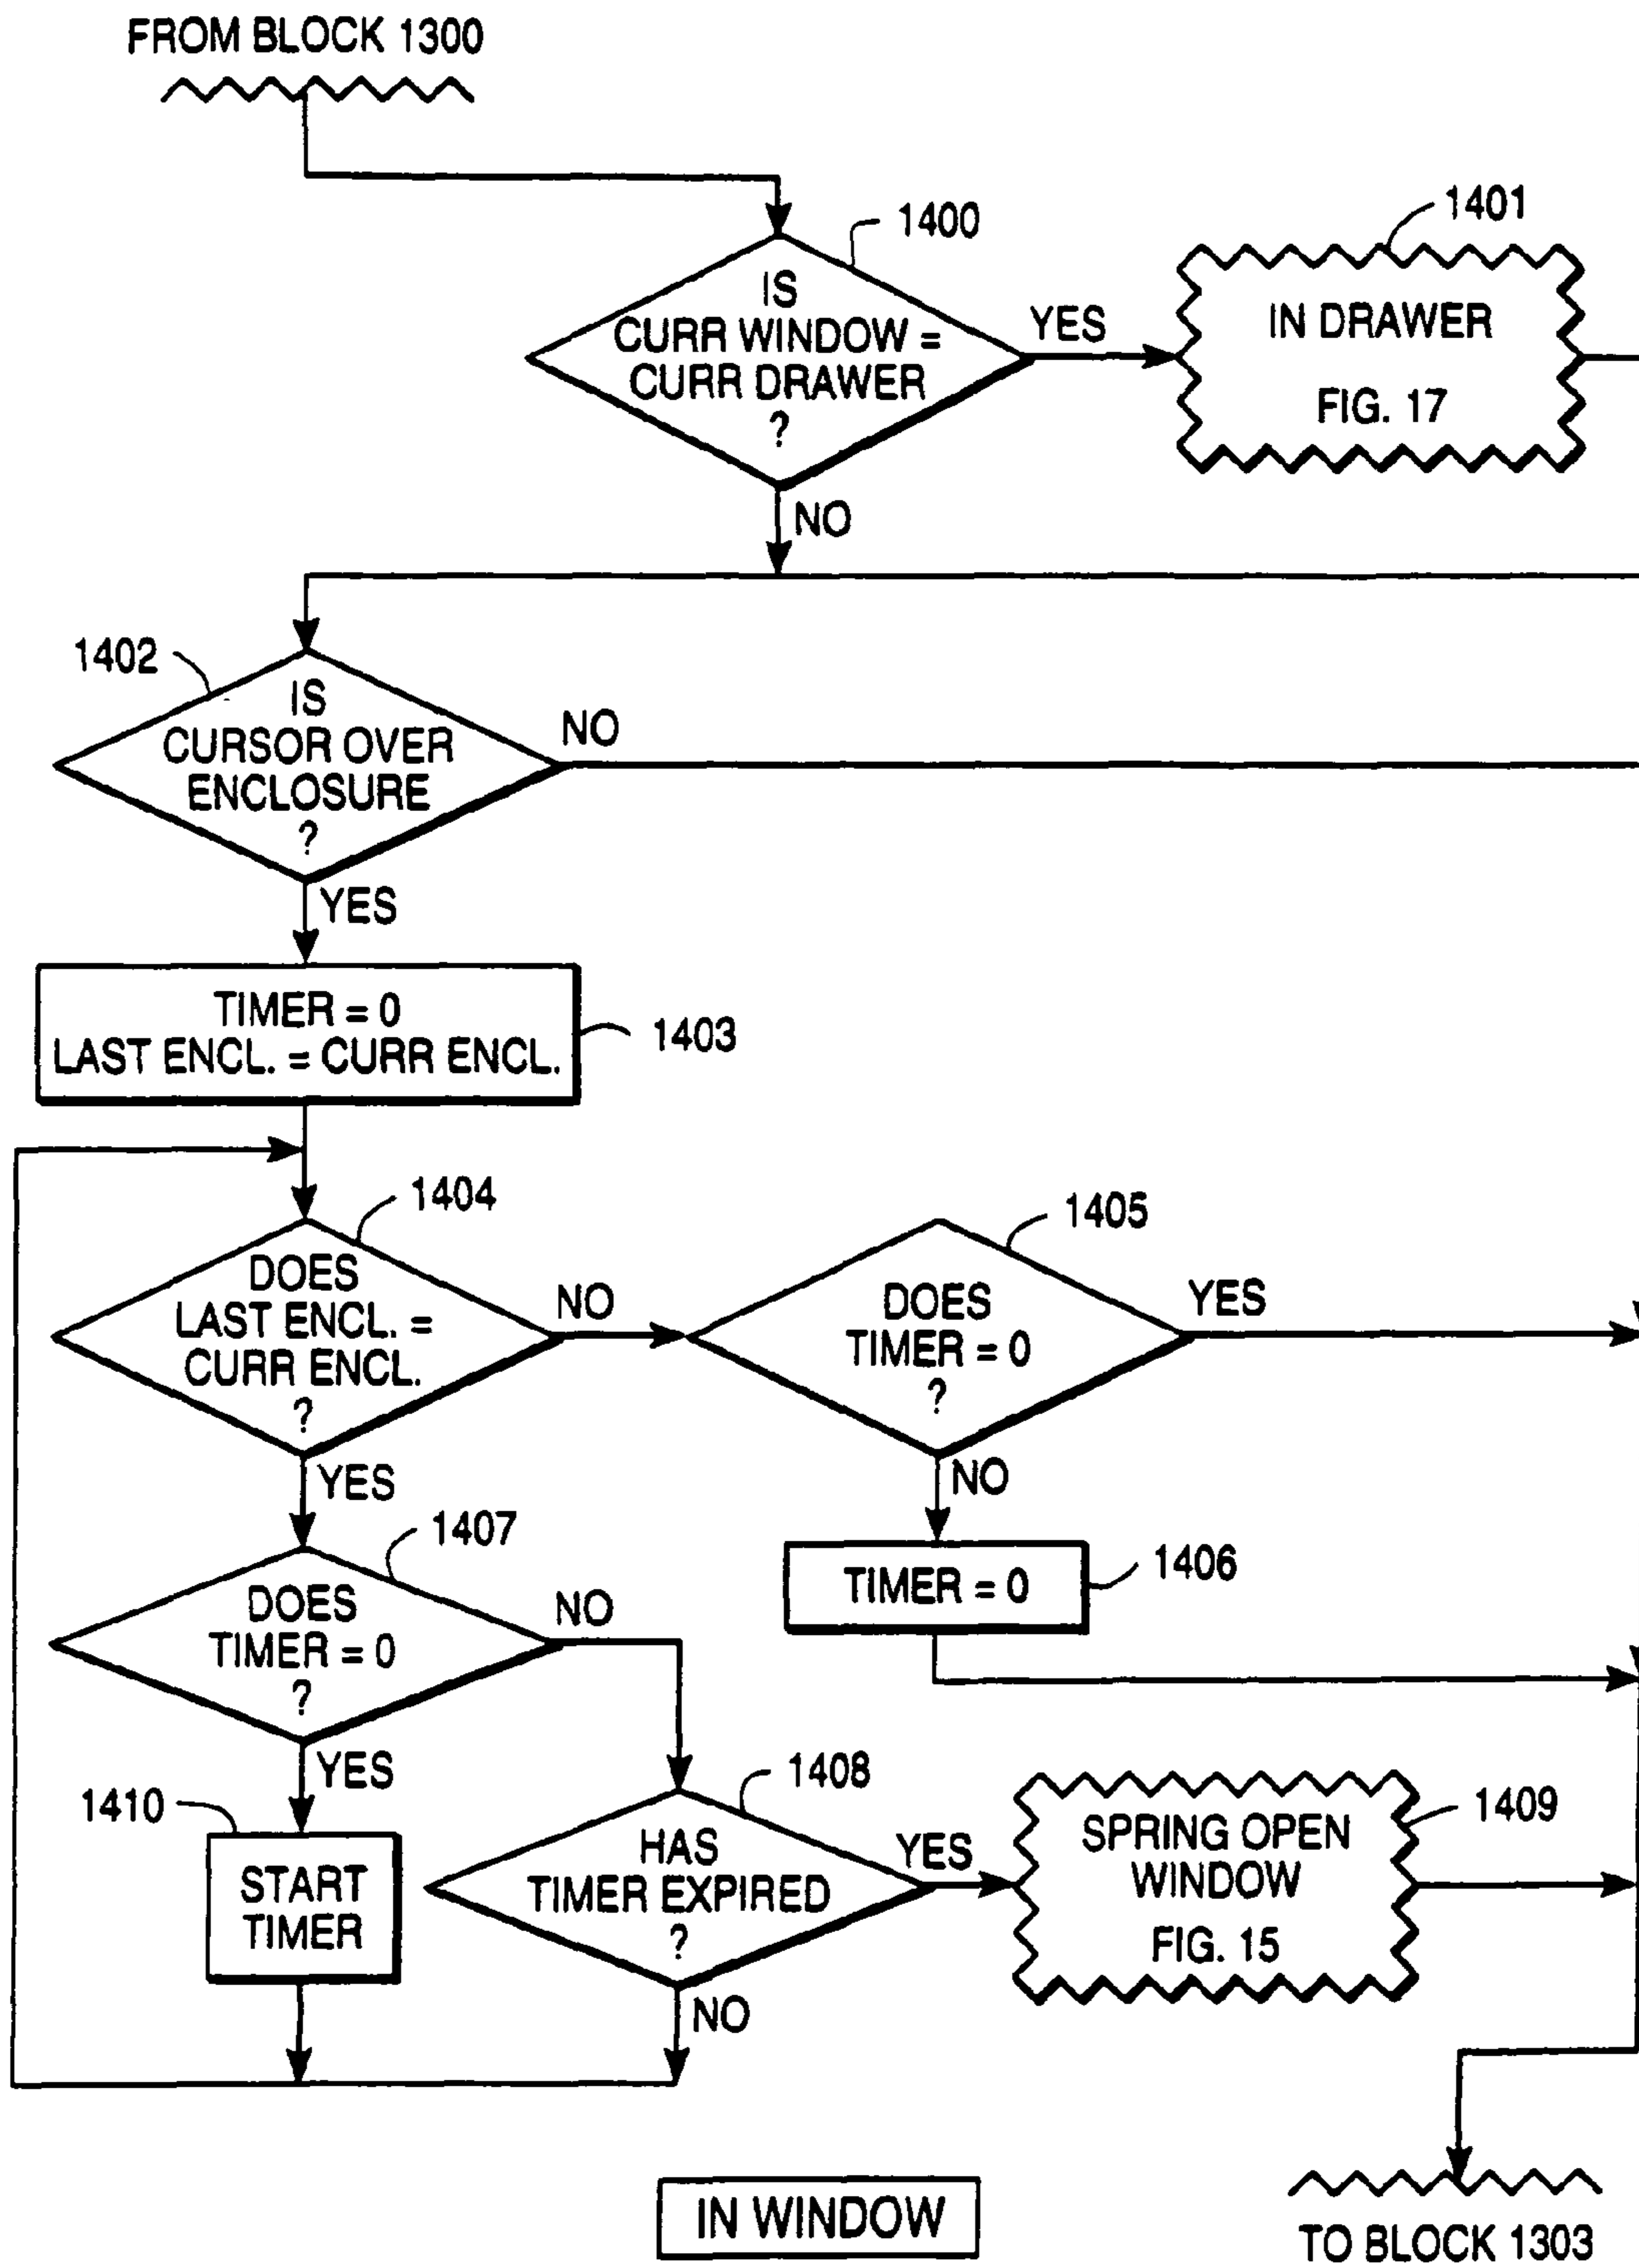 FROM BLOCK 1300
1400
1401
IS
CURR WINDOW =
CURR DRAWER
?
YES
IN DRAWER
FIG. 17
NO
1402
IS
CURSOR OVER
ENCLOSURE
?
NO
YES
TIMER = 0
LAST ENCL. = CURR ENCL.
1403
1404
DOES
LAST ENCL. =
CURR ENCL.
?
NO
1405
DOES
TIMER = 0
?
YES
YES
NO
1407
DOES
TIMER = 0
?
NO
TIMER = 0
1406
YES
1410
START
TIMER
1408
HAS
TIMER EXPIRED
?
YES
SPRING OPEN
WINDOW
FIG. 15
1409
NO
IN WINDOW
TO BLOCK 1303